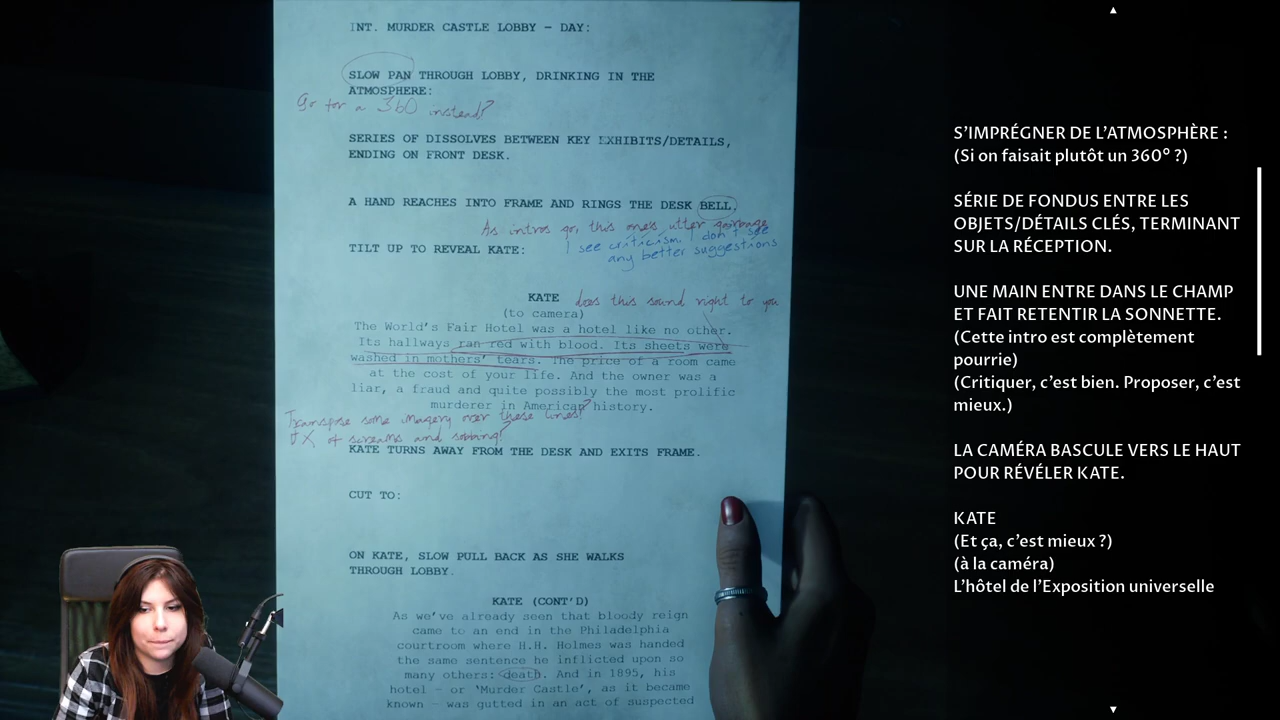 INT. MURDER CASTLE LOBBY – DAY:
SLOW PAN THROUGH LOBBY, DRINKING IN THE
ATMOSPHERE:
Go for a 360 instead?
SERIES OF DISSOLVES BETWEEN KEY EXHIBITS/DETAILS,
ENDING ON FRONT DESK.
A HAND REACHES INTO FRAME AND RINGS THE DESK BELL.
As intros go, this one's utter garbage
I see criticism. I don't see
any better suggestions
TILT UP TO REVEAL KATE:
KATE does this sound right to you
(to camera)
The World's Fair Hotel was a hotel like no other.
Its hallways ran red with blood. Its sheets were
washed in mothers' tears. The price of a room came
at the cost of your life. And the owner was a
liar, a fraud and quite possibly the most prolific
murderer in American history.
Transpose some imagery over these lines?
FX of screams and sobbing?
KATE TURNS AWAY FROM THE DESK AND EXITS FRAME.
CUT TO:
ON KATE, SLOW PULL BACK AS SHE WALKS
THROUGH LOBBY.
KATE (CONT'D)
As we've already seen that bloody reign
came to an end in the Philadelphia
courtroom where H.H. Holmes was handed
the same sentence he inflicted upon so
many others: death. And in 1895, his
hotel – or 'Murder Castle', as it became
known – was gutted in an act of suspected
S'IMPRÉGNER DE L'ATMOSPHÈRE :
(Si on faisait plutôt un 360° ?)
SÉRIE DE FONDUS ENTRE LES
OBJETS/DÉTAILS CLÉS, TERMINANT
SUR LA RÉCEPTION.
UNE MAIN ENTRE DANS LE CHAMP
ET FAIT RETENTIR LA SONNETTE.
(Cette intro est complètement
pourrie)
(Critiquer, c'est bien. Proposer, c'est
mieux.)
LA CAMÉRA BASCULE VERS LE HAUT
POUR RÉVÉLER KATE.
KATE
(Et ça, c'est mieux ?)
(à la caméra)
L'hôtel de l'Exposition universelle